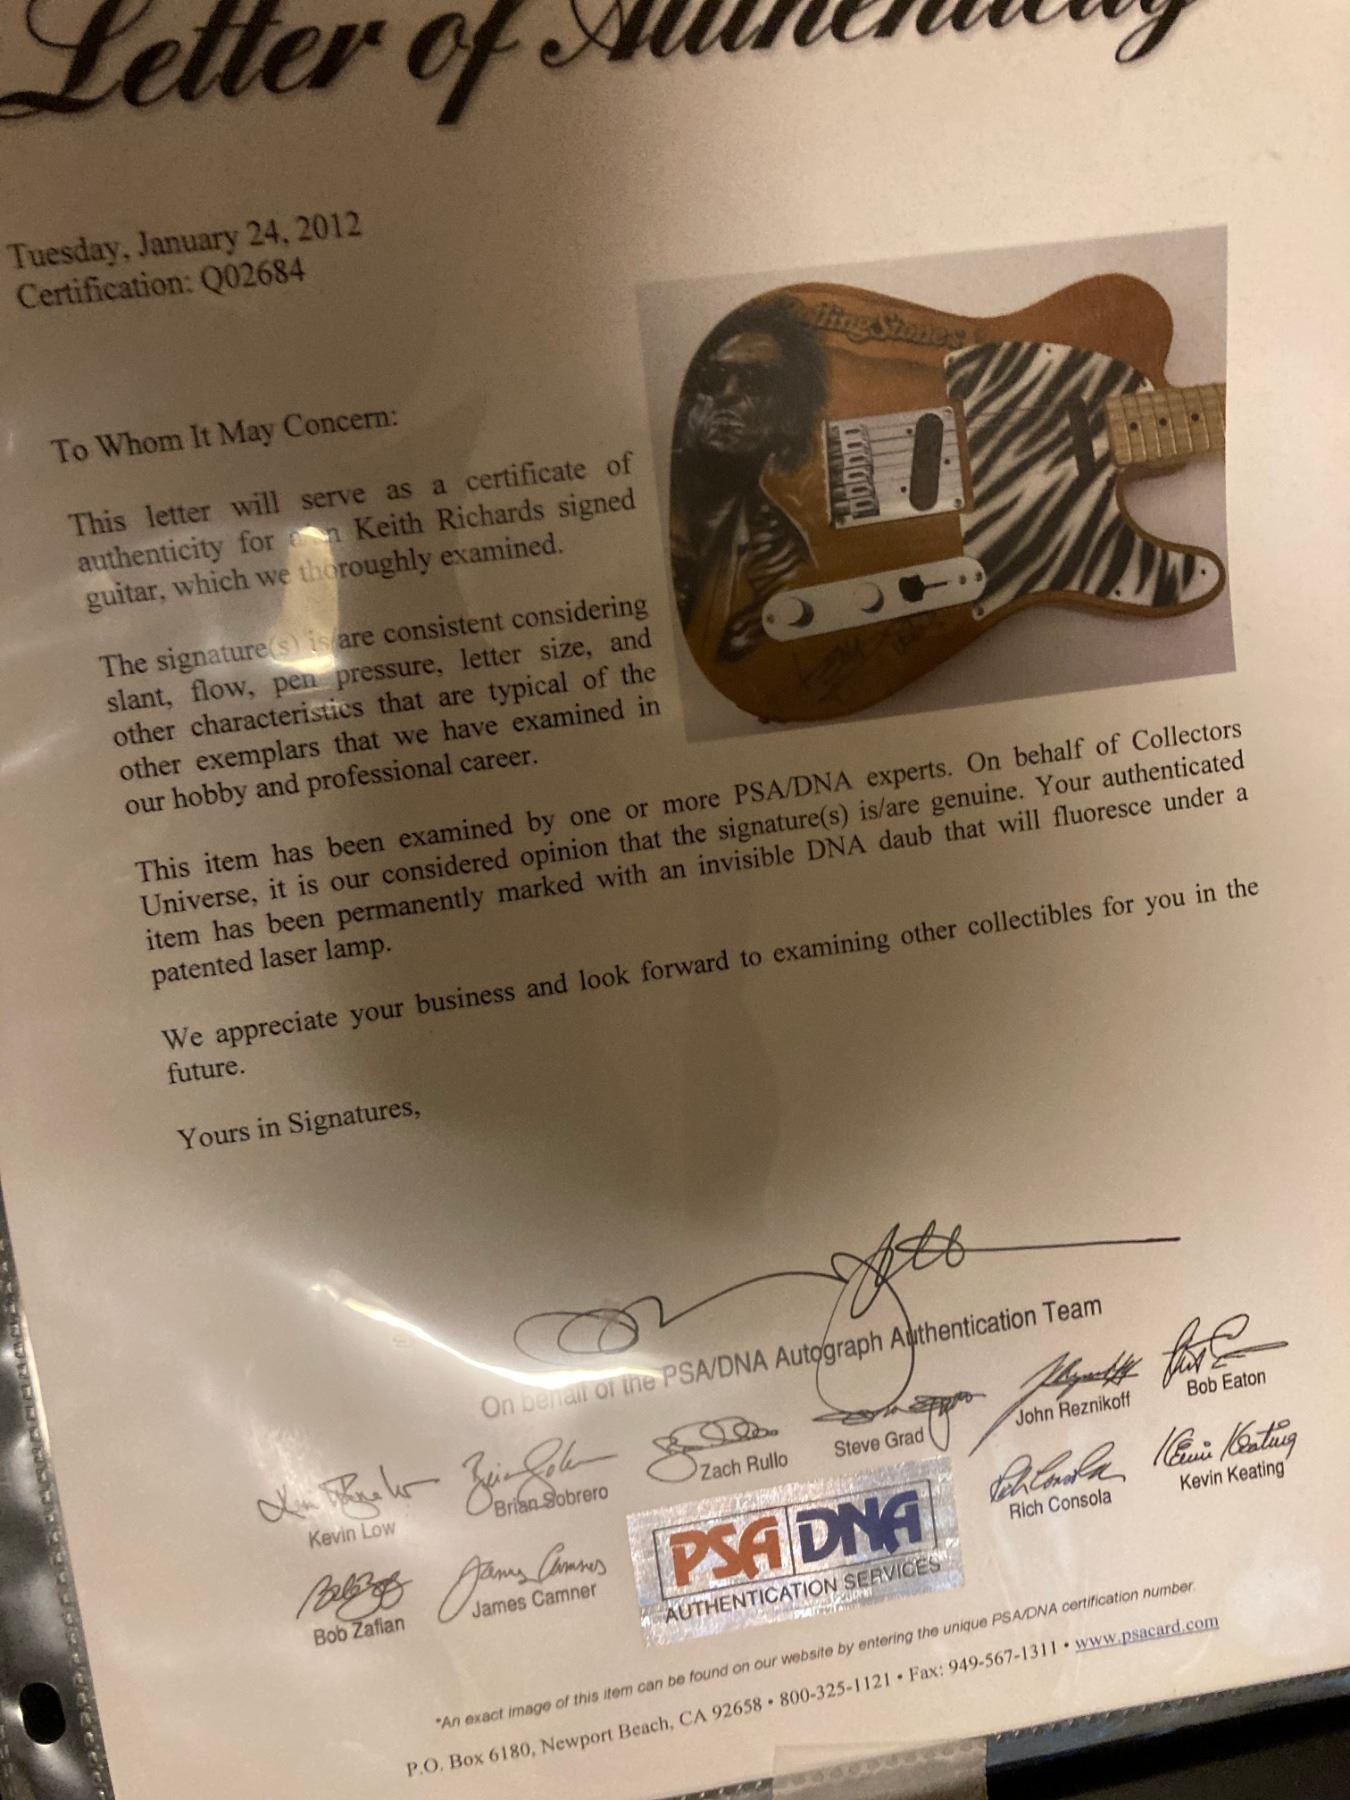 Letter of Authenticity
Tuesday, January 24, 2012
Certification: Q02684
To Whom It May Concern:
This letter will serve as a certificate of
authenticity for Keith Richards signed
guitar, which we thoroughly examined.
The signature(s) is/are consistent considering
slant, flow, pen pressure, letter size, and
other characteristics that are typical of the
other exemplars that we have examined in
our hobby and professional career.
This item has been examined by one or more PSA/DNA experts. On behalf of Collectors
Universe, it is our considered opinion that the signature(s) is/are genuine. Your authenticated
item has been permanently marked with an invisible DNA daub that will fluoresce under a
patented laser lamp.
We appreciate your business and look forward to examining other collectibles for you in the
future.
Yours in Signatures,
On behalf of the PSA/DNA Autograph Authentication Team
Kevin Low
Brian Sobrero
Zach Rullo
Steve Grad
John Reznikoff
Bob Eaton
Bob Zafian
James Camner
Rich Consola
Kevin Keating
PSA DNA
AUTHENTICATION SERVICES
*An exact image of this item can be found on our website by entering the unique PSA/DNA certification number.
P.O. Box 6180, Newport Beach, CA 92658 • 800-325-1121 • Fax: 949-567-1311 • www.psacard.com
Rolling Stones